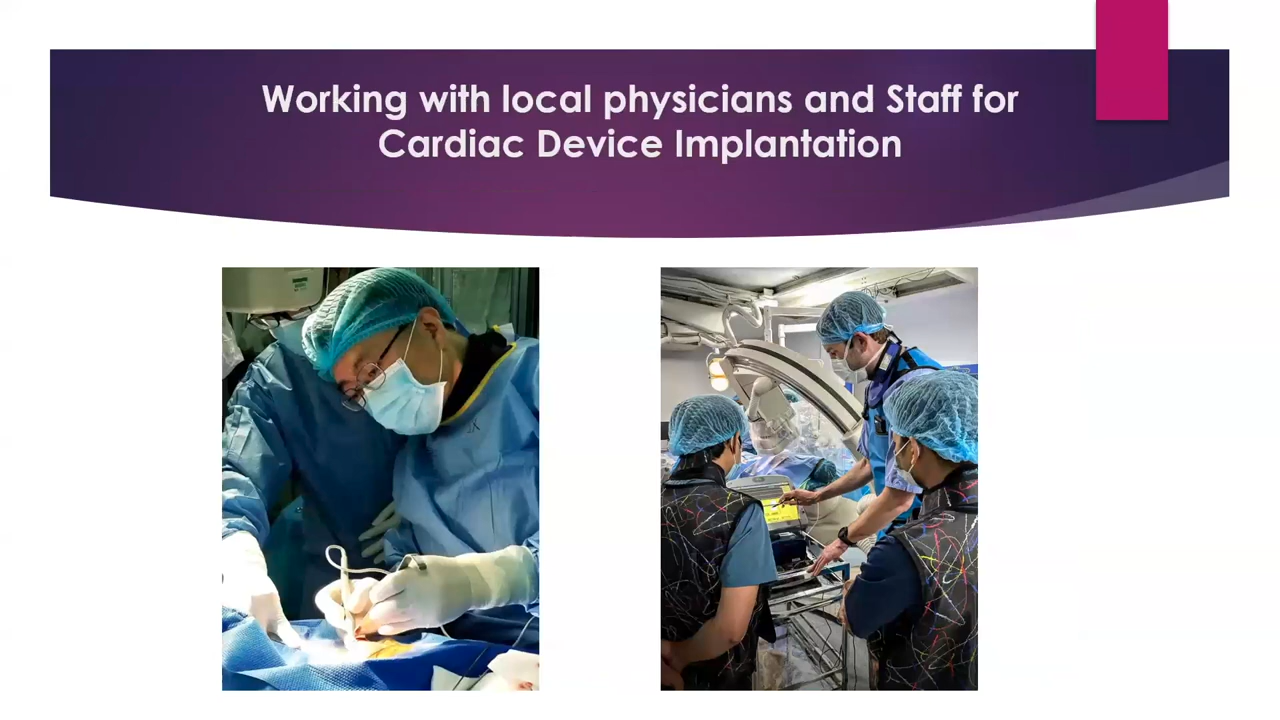 Working with local physicians and Staff for
Cardiac Device Implantation